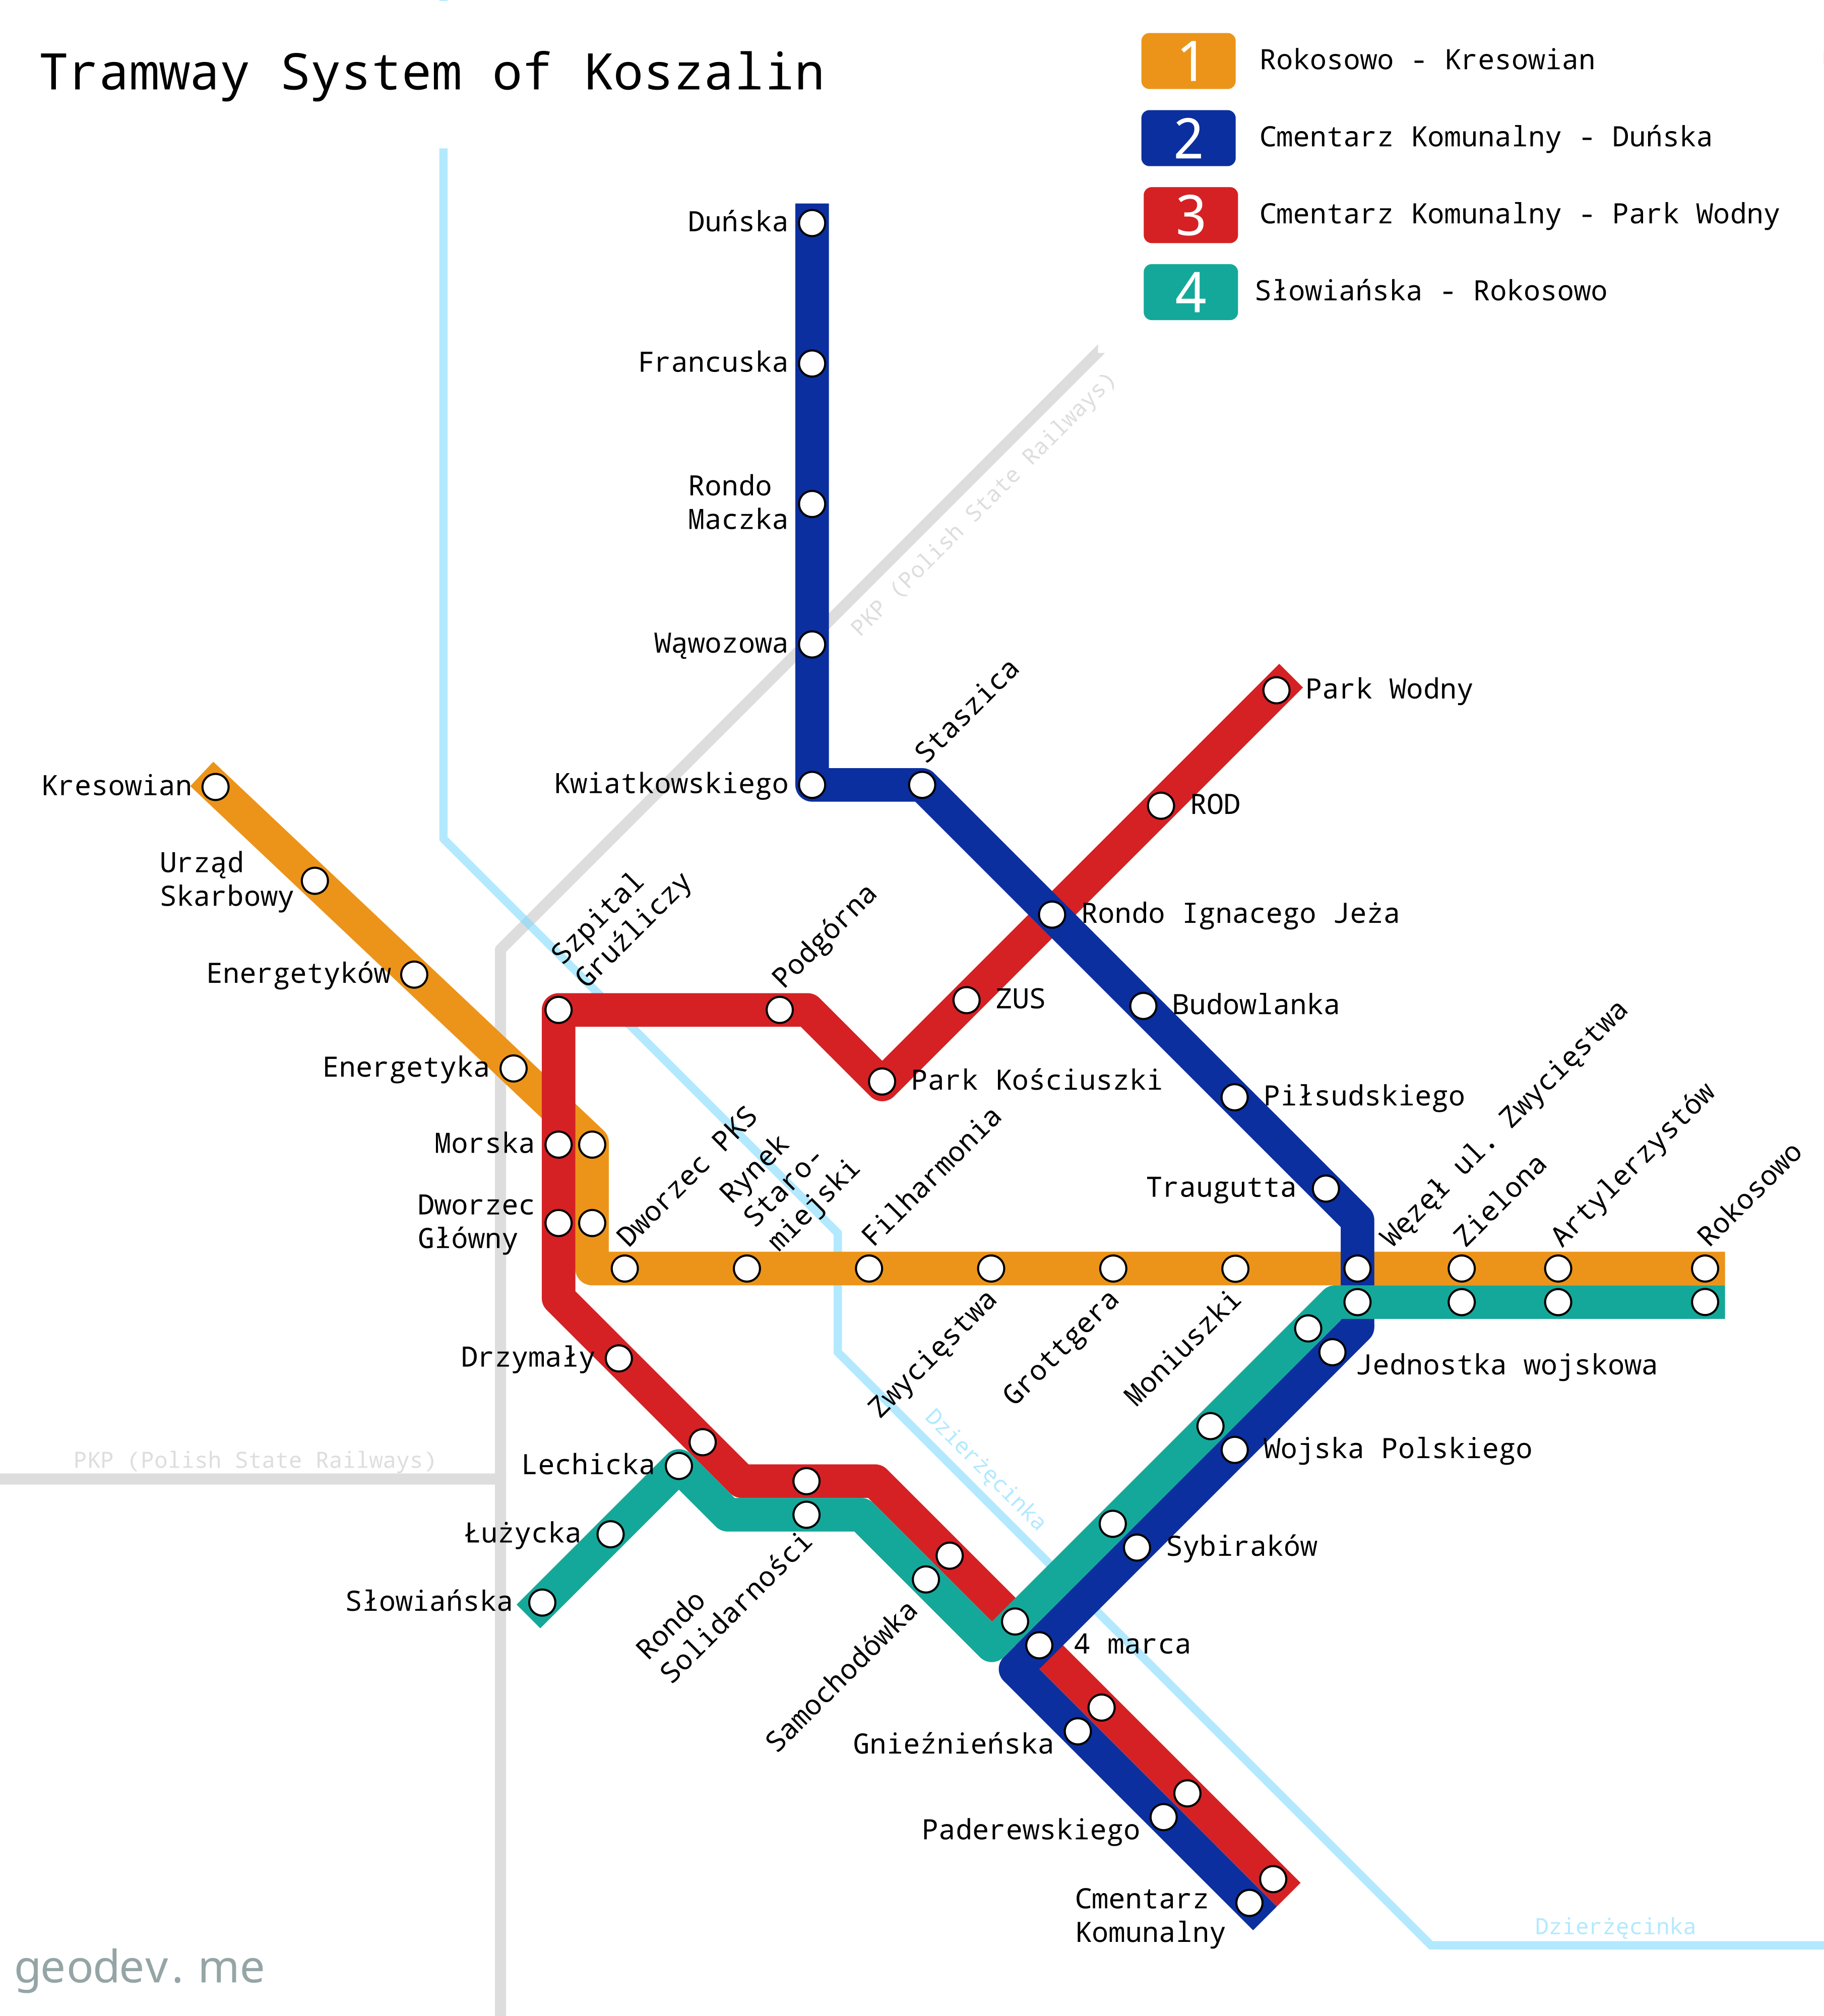 Tramway System of Koszalin
1 Rokosowo - Kresowian
2 Cmentarz Komunalny - Duńska
3 Cmentarz Komunalny - Park Wodny
4 Słowiańska - Rokosowo
Duńska
Francuska
PKP (Polish State Railways)
Rondo
Maczka
Wąwozowa
Staszica
Park Wodny
Kwiatkowskiego
Kresowian
ROD
Urząd
Skarbowy
Szpital
Gruźliczy
Podgórna
Rondo Ignacego Jeża
Energetyków
ZUS
Budowlanka
Energetyka
Park Kościuszki
Piłsudskiego
Morska
Dworzec
Główny
Dworzec PKS
Rynek
Staro-
miejski
Filharmonia
Traugutta
Węzeł ul. Zwycięstwa
Zielona
Artylerzystów
Rokosowo
Zwycięstwa
Grottgera
Moniuszki
Drzymały
Jednostka wojskowa
PKP (Polish State Railways)
Lechicka
Dzierżęcinka
Wojska Polskiego
Łużycka
Sybiraków
Słowiańska
Rondo
Solidarności
Samochodówka
4 marca
Gnieźnieńska
Paderewskiego
Cmentarz
Komunalny
Dzierżęcinka
geodev.me